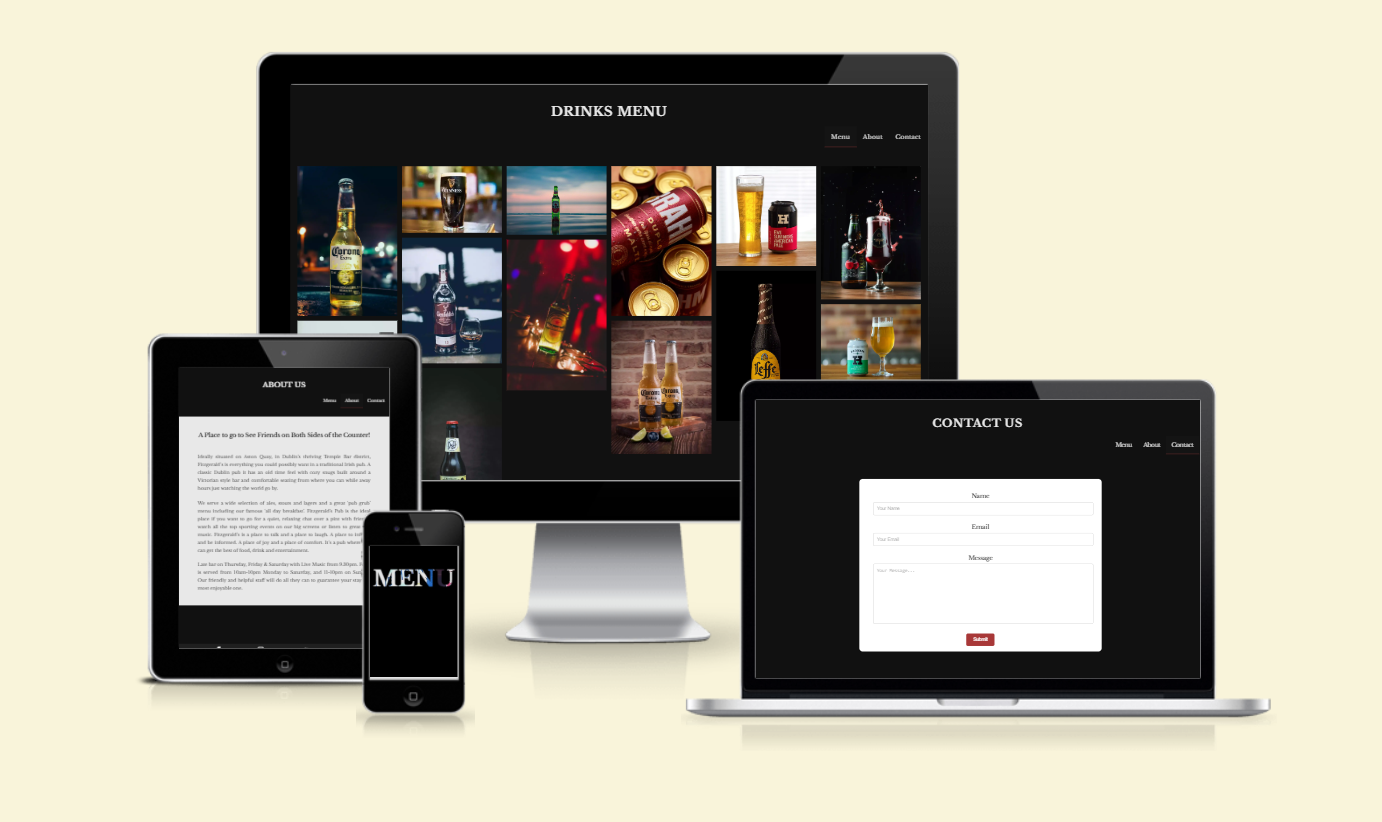 DRINKS MENU
Menu About Contact
GUINNESS
Corona
Extra
Glenfiddich
H
Leffe
Corona
Extra
Corona
Extra
H
ABOUT US
Menu About Contact
A Place to go to See Friends on Both Sides of the Counter!
Ideally situated on Aston Quay, in Dublin's thriving Temple Bar district,
Fitzgerald's is everything you could possibly want in a traditional Irish pub. A
classic Dublin pub it has an old time feel with cozy snugs built around a
Victorian style bar and comfortable seating from where you can while away
hours just watching the world go by.
We serve a wide selection of ales, stouts and lagers and a great 'pub grub'
menu including our famous 'all day breakfast'. Fitzgerald's Pub is the ideal
place if you want to go for a quiet, relaxing chat over a pint with
watch all the top sporting events on our big screens or listen to great
music. Fitzgerald's is a place to talk and a place to laugh. A place to
and be informed. A place of joy and a place of comfort. It's a pub where
can get the best of food, drink and entertainment.
Late bar on Thursday, Friday & Saturday with Live Music from 9.30pm.
is served from 10am-10pm Monday to Saturday, and 11-10pm on
Our friendly and helpful staff will do all they can to guarantee your
most enjoyable one.
MENU
CONTACT US
Menu About Contact
Name
Your Name
Email
Your Email
Message
Your Message...
Submit